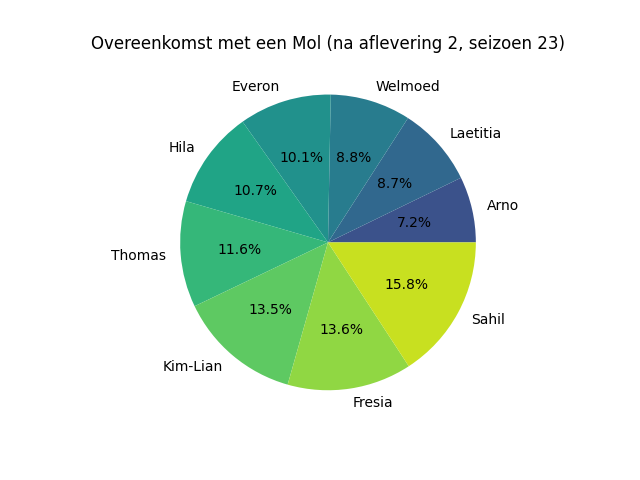 Overeenkomst met een Mol (na aflevering 2, seizoen 23)
Everon
Welmoed
Laetitia
Hila
10.1%
8.8%
8.7%
10.7%
Arno
7.2%
Thomas
11.6%
15.8%
13.5%
Sahil
13.6%
Kim-Lian
Fresia